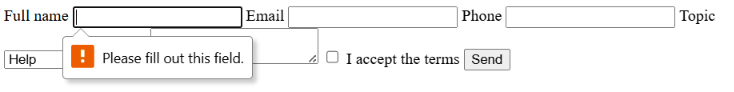 Full name Email Phone Topic
Help I accept the terms Send
! Please fill out this field.